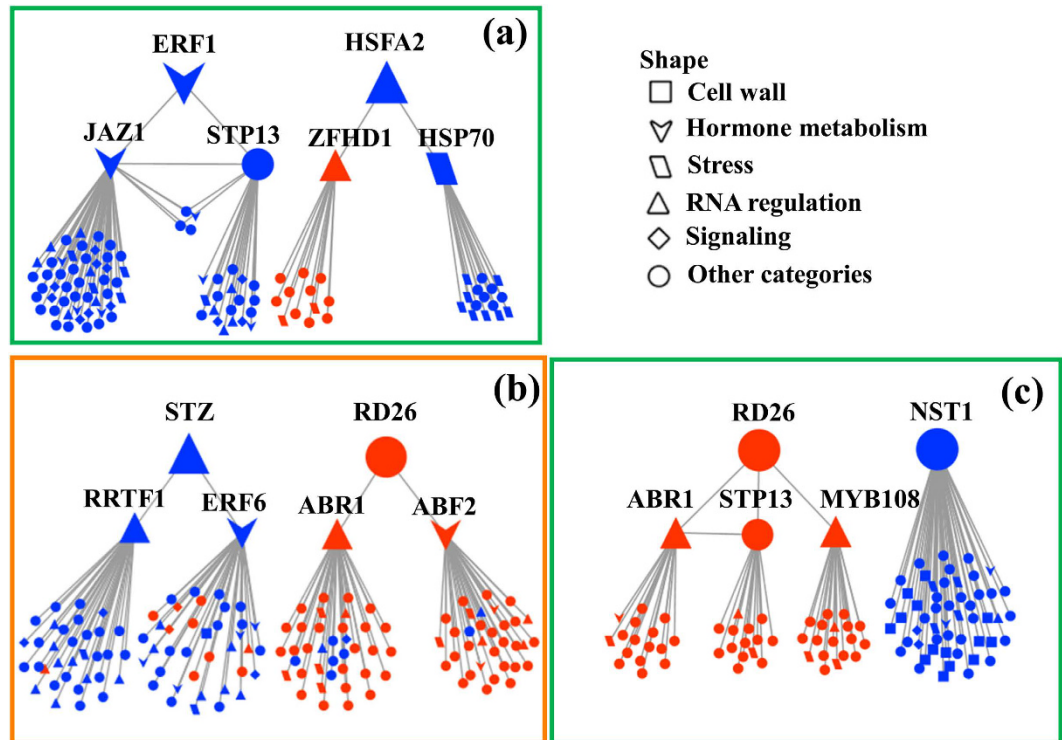 (a)
ERF1
HSFA2
JAZ1
STP13
ZFHD1
HSP70
Shape
Cell wall
Hormone metabolism
Stress
RNA regulation
Signaling
Other categories
(b)
STZ
RD26
RRTF1
ERF6
ABR1
ABF2
(c)
RD26
NST1
ABR1
STP13
MYB108